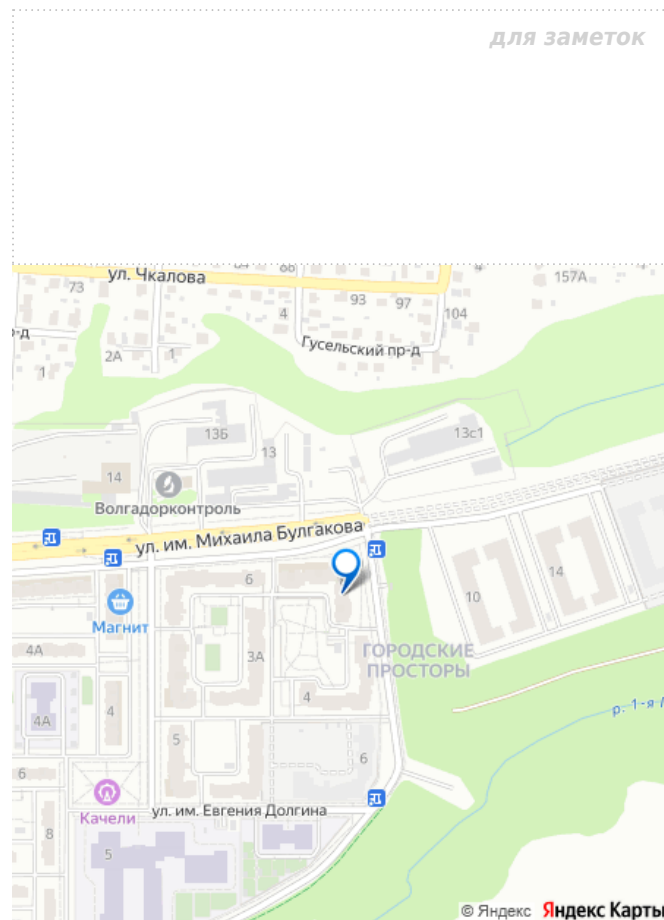 для заметок
86
157А
ул. Чкалова
73
93
97
4
104
Гусельский пр-д
р-д
2А
1
1
13Б
13с1
13
14
Волгадорконтроль
ул. им. Михаила Булгакова
6
10
14
Магнит
3А
ГОРОДСКИЕ
ПРОСТОРЫ
4А
4
4А
4
р. 1-я
5
6
6
Качели
ул. им. Евгения Долгина
8
5
© Яндекс Яндекс Карты